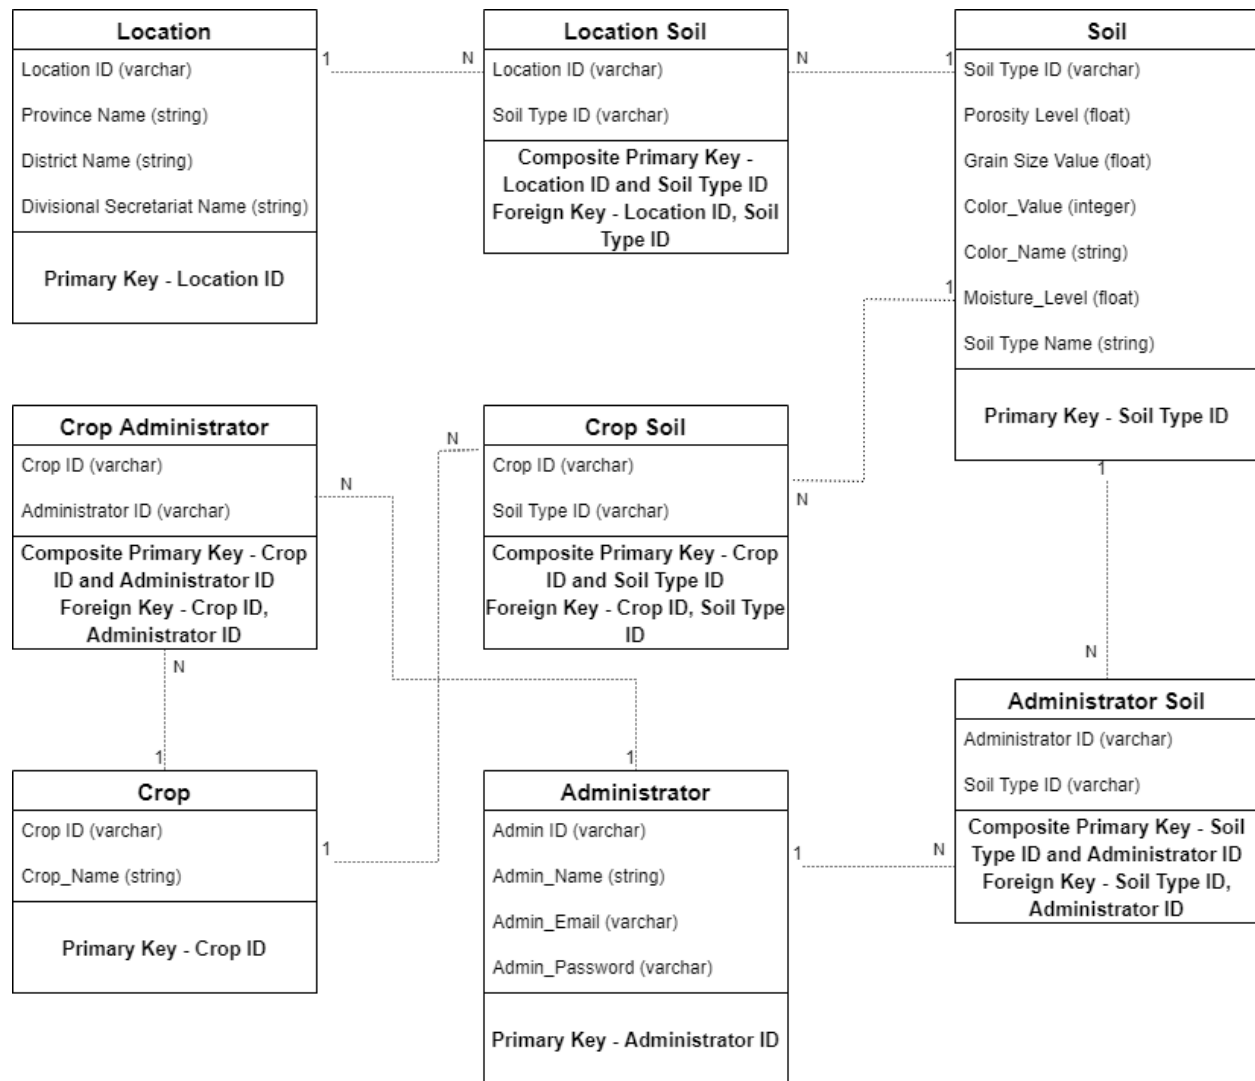 Location
Location ID (varchar)
Province Name (string)
District Name (string)
Divisional Secretariat Name (string)
Primary Key - Location ID
1
N
Location Soil
Location ID (varchar)
Soil Type ID (varchar)
Composite Primary Key -
Location ID and Soil Type ID
Foreign Key - Location ID, Soil
Type ID
N
1
Soil
Soil Type ID (varchar)
Porosity Level (float)
Grain Size Value (float)
Color_Value (integer)
Color_Name (string)
Moisture_Level (float)
Soil Type Name (string)
Primary Key - Soil Type ID
1
1
Crop Administrator
Crop ID (varchar)
Administrator ID (varchar)
Composite Primary Key - Crop
ID and Administrator ID
Foreign Key - Crop ID,
Administrator ID
N
N
N
Crop Soil
Crop ID (varchar)
Soil Type ID (varchar)
Composite Primary Key - Crop
ID and Soil Type ID
Foreign Key - Crop ID, Soil Type
ID
N
N
Administrator Soil
Administrator ID (varchar)
Soil Type ID (varchar)
Composite Primary Key - Soil
Type ID and Administrator ID
Foreign Key - Soil Type ID,
Administrator ID
1
Crop
Crop ID (varchar)
Crop_Name (string)
Primary Key - Crop ID
1
1
Administrator
Admin ID (varchar)
Admin_Name (string)
Admin_Email (varchar)
Admin_Password (varchar)
Primary Key - Administrator ID
1
N